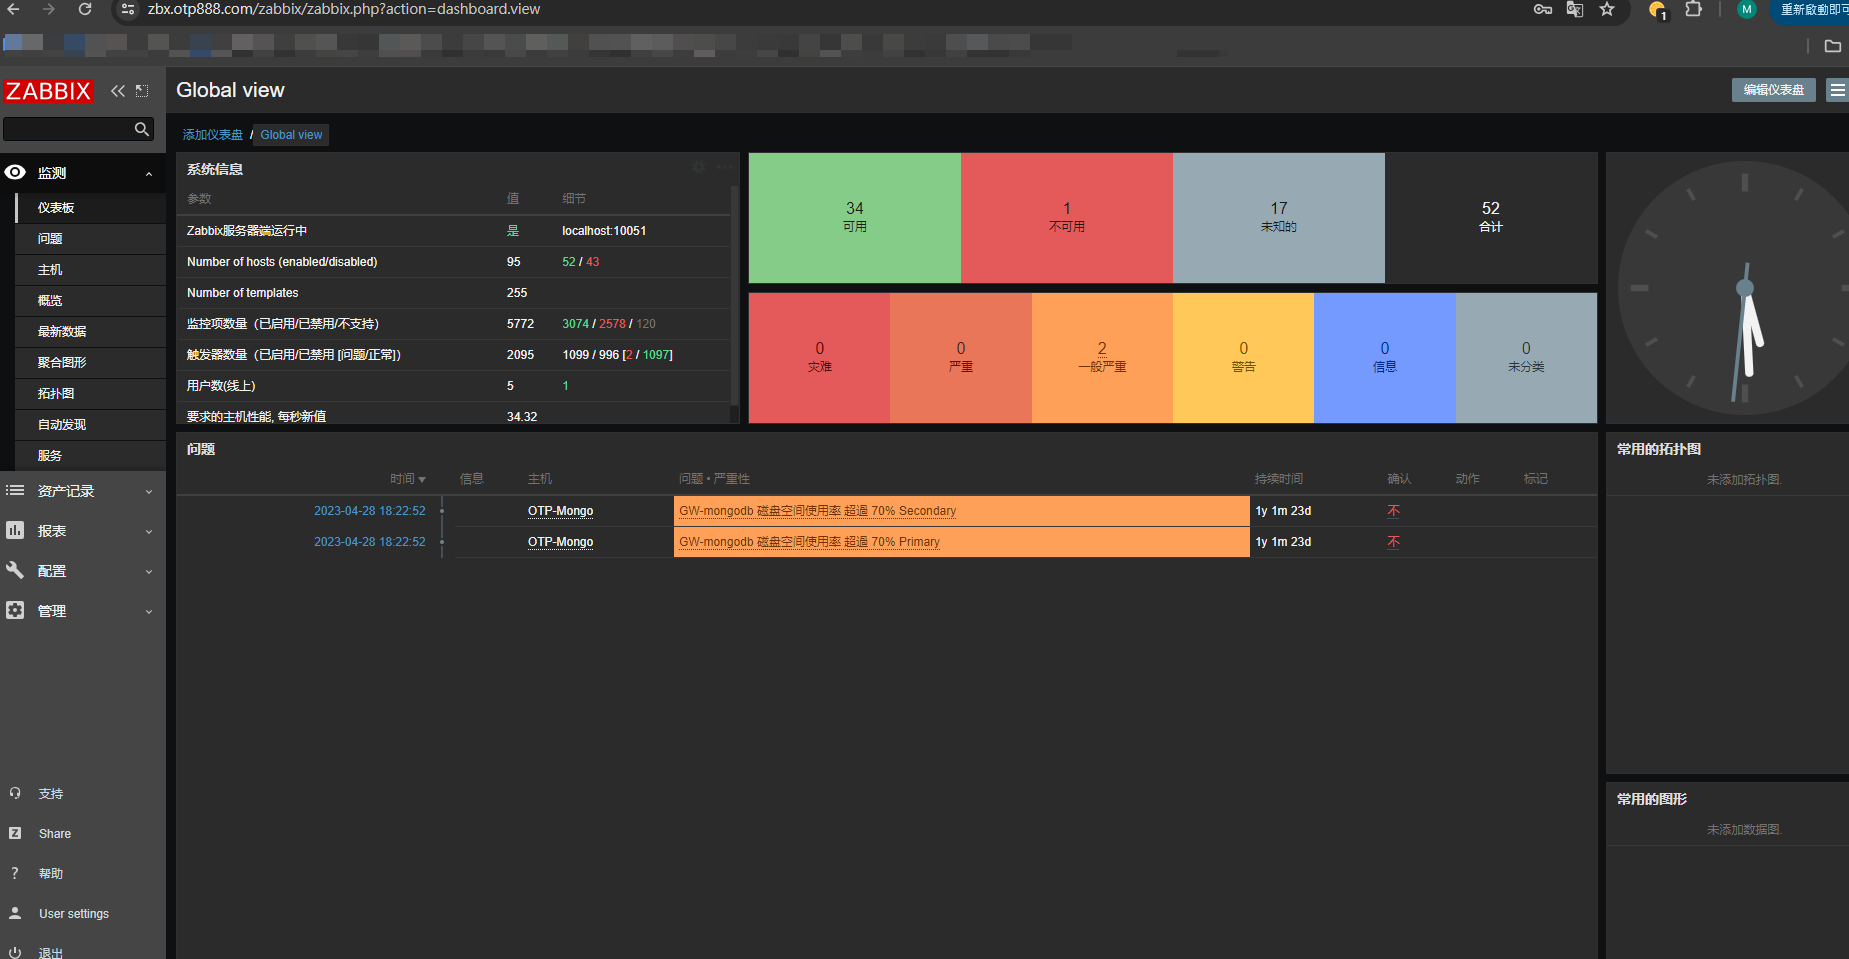 zbx.otp888.com/zabbix/zabbix.php?action=dashboard.view
1
M
重新啟動即可
ZABBIX
Global view
编辑仪表盘
添加仪表盘 / Global view
监测
仪表板
问题
主机
概览
最新数据
聚合图形
拓扑图
自动发现
服务
资产记录
报表
配置
管理
支持
Share
帮助
User settings
退出
系统信息
参数 值 细节
Zabbix服务器端运行中 是 localhost:10051
Number of hosts (enabled/disabled) 95 52 / 43
Number of templates 255
监控项数量（已启用/已禁用/不支持） 5772 3074 / 2578 / 120
触发器数量（已启用/已禁用 [问题/正常]） 2095 1099 / 996 [2 / 1097]
用户数(线上) 5 1
要求的主机性能, 每秒新值 34.32
34 1 17 52
可用 不可用 未知的 合计
0 0 2 0 0 0
灾难 严重 一般严重 警告 信息 未分类
问题
时间 信息 主机 问题 • 严重性 持续时间 确认 动作 标记
2023-04-28 18:22:52 OTP-Mongo GW-mongodb 磁盘空间使用率 超過 70% Secondary 1y 1m 23d 不
2023-04-28 18:22:52 OTP-Mongo GW-mongodb 磁盘空间使用率 超過 70% Primary 1y 1m 23d 不
常用的拓扑图
未添加拓扑图.
常用的图形
未添加数据图.